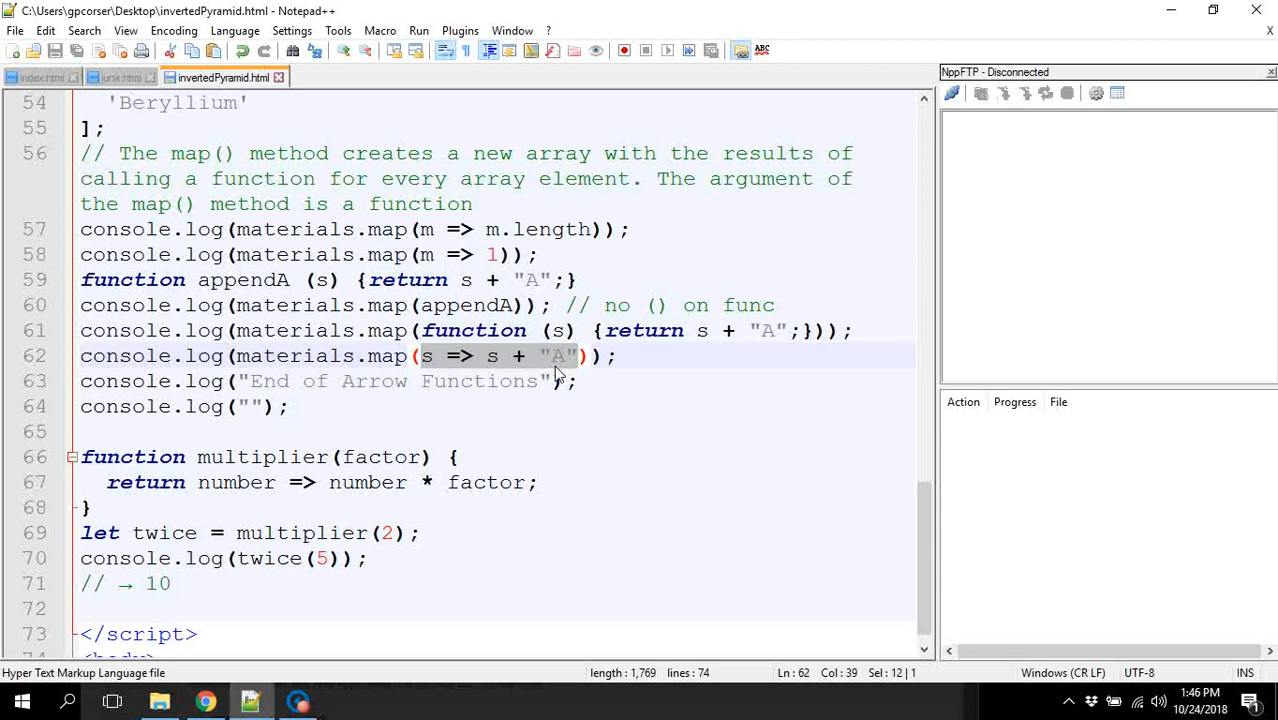 C:\Users\gpcorser\Desktop\invertedPyramid.html - Notepad++
File Edit Search View Encoding Language Settings Tools Macro Run Plugins Window ?
X
ABC
index.html junk.html invertedPyramid.html
NppFTP - Disconnected
54 'Beryllium'
55 ];
56 // The map() method creates a new array with the results of
calling a function for every array element. The argument of
the map() method is a function
57 console.log(materials.map(m => m.length));
58 console.log(materials.map(m => 1));
59 function appendA (s) {return s + "A";}
60 console.log(materials.map(appendA)); // no () on func
61 console.log(materials.map(function (s) {return s + "A";}));
62 console.log(materials.map(s => s + "A"));
63 console.log("End of Arrow Functions");
64 console.log("");
65
66 function multiplier(factor) {
67 return number => number * factor;
68 }
69 let twice = multiplier(2);
70 console.log(twice(5));
71 // → 10
72
73 </script>
74 <body>
Action Progress File
Hyper Text Markup Language file length : 1,769 lines : 74 Ln : 62 Col : 39 Sel : 12 | 1 Windows (CR LF) UTF-8 INS
1:46 PM
10/24/2018